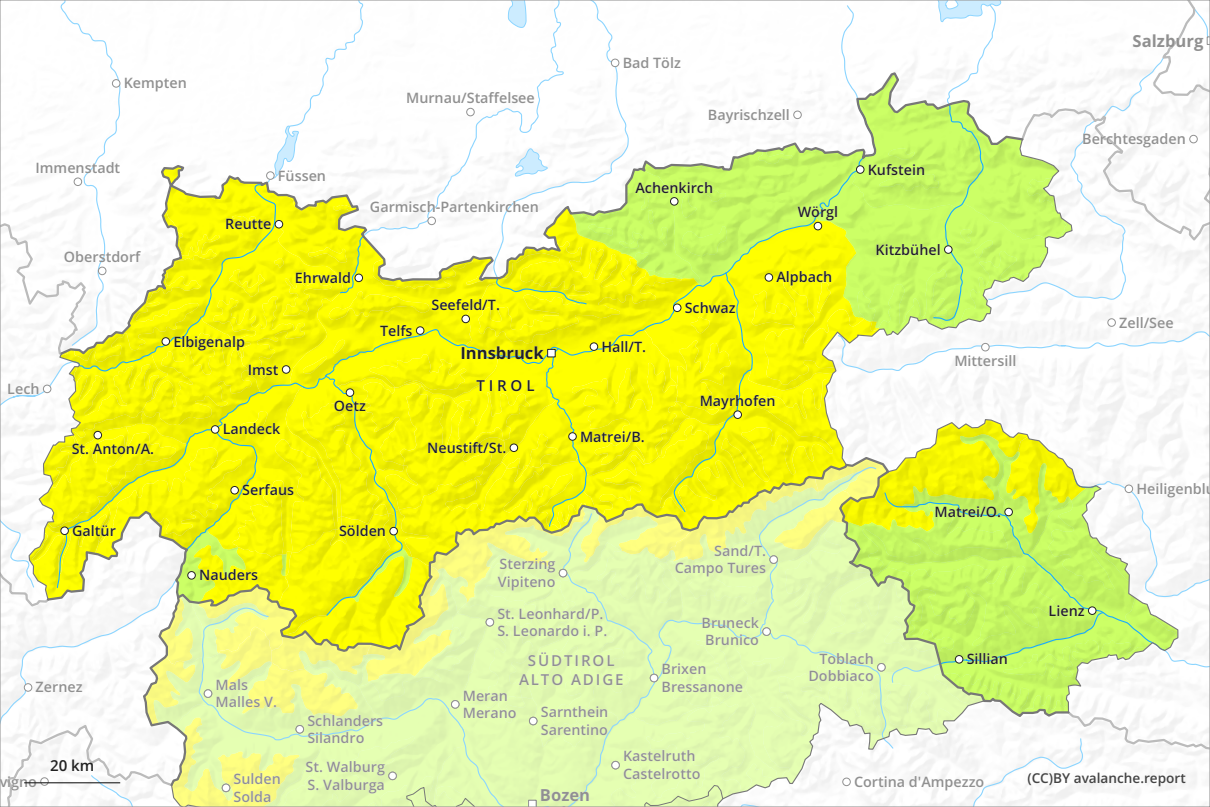 Salzburg
Kempten
Bad Tölz
Murnau/Staffelsee
Bayrischzell
Berchtesgaden
Immenstadt
Füssen
Kufstein
Achenkirch
Garmisch-Partenkirchen
Wörgl
Reutte
Kitzbühel
Oberstdorf
Ehrwald
Alpbach
Seefeld/T.
Schwaz
Telfs
Zell/See
Elbigenalp
Innsbruck
Hall/T.
Mittersill
Imst
TIROL
Lech
Oetz
Mayrhofen
Landeck
St. Anton/A.
Neustift/St.
Matrei/B.
Serfaus
Heiligenblu
Galtür
Sölden
Matrei/O.
Sterzing
Vipiteno
Sand/T.
Campo Tures
Nauders
St. Leonhard/P.
S. Leonardo i. P.
Bruneck
Brunico
Lienz
SÜDTIROL
ALTO ADIGE
Toblach
Dobbiaco
Sillian
Brixen
Bressanone
Zernez
Mals
Malles V.
Meran
Merano
Sarnthein
Sarentino
Schlanders
Silandro
Kastelruth
Castelrotto
St. Walburg
S. Valburga
20 km
vigno
Sulden
Solda
Cortina d'Ampezzo
(CC)BY avalanche.report
Bozen